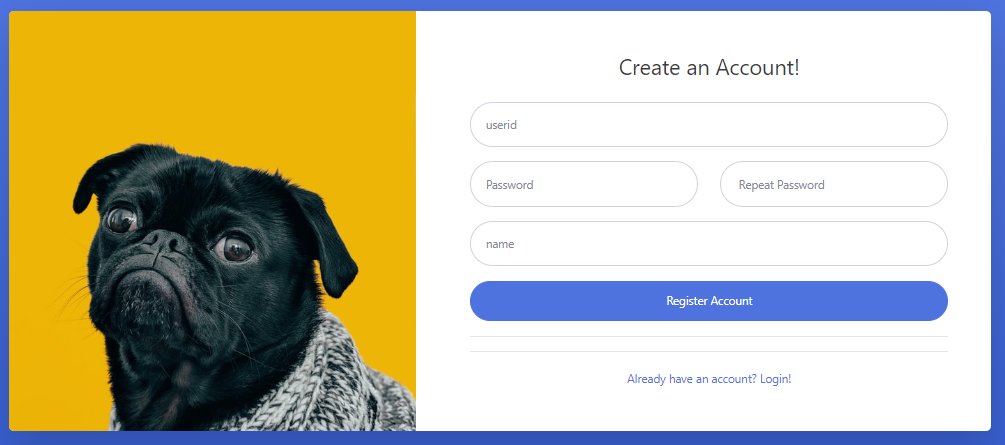 Create an Account!
userid
Password Repeat Password
name
Register Account
Already have an account? Login!